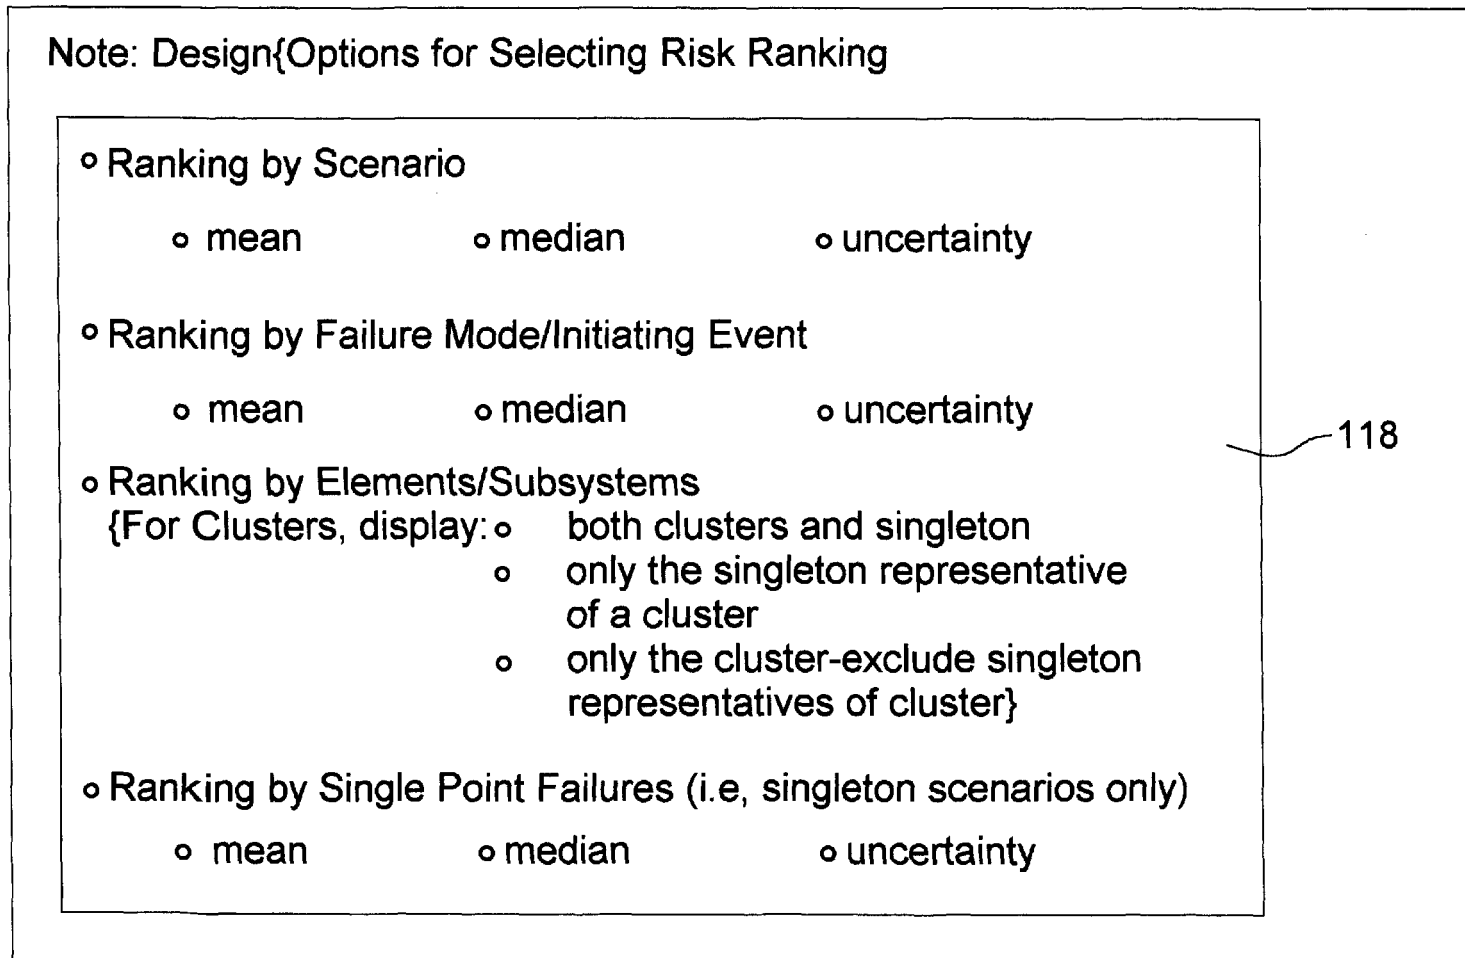 Note: Design{Options for Selecting Risk Ranking
Ranking by Scenario
mean median uncertainty
Ranking by Failure Mode/Initiating Event
mean median uncertainty
118
Ranking by Elements/Subsystems
{For Clusters, display: both clusters and singleton
only the singleton representative
of a cluster
only the cluster-exclude singleton
representatives of cluster}
Ranking by Single Point Failures (i.e, singleton scenarios only)
mean median uncertainty